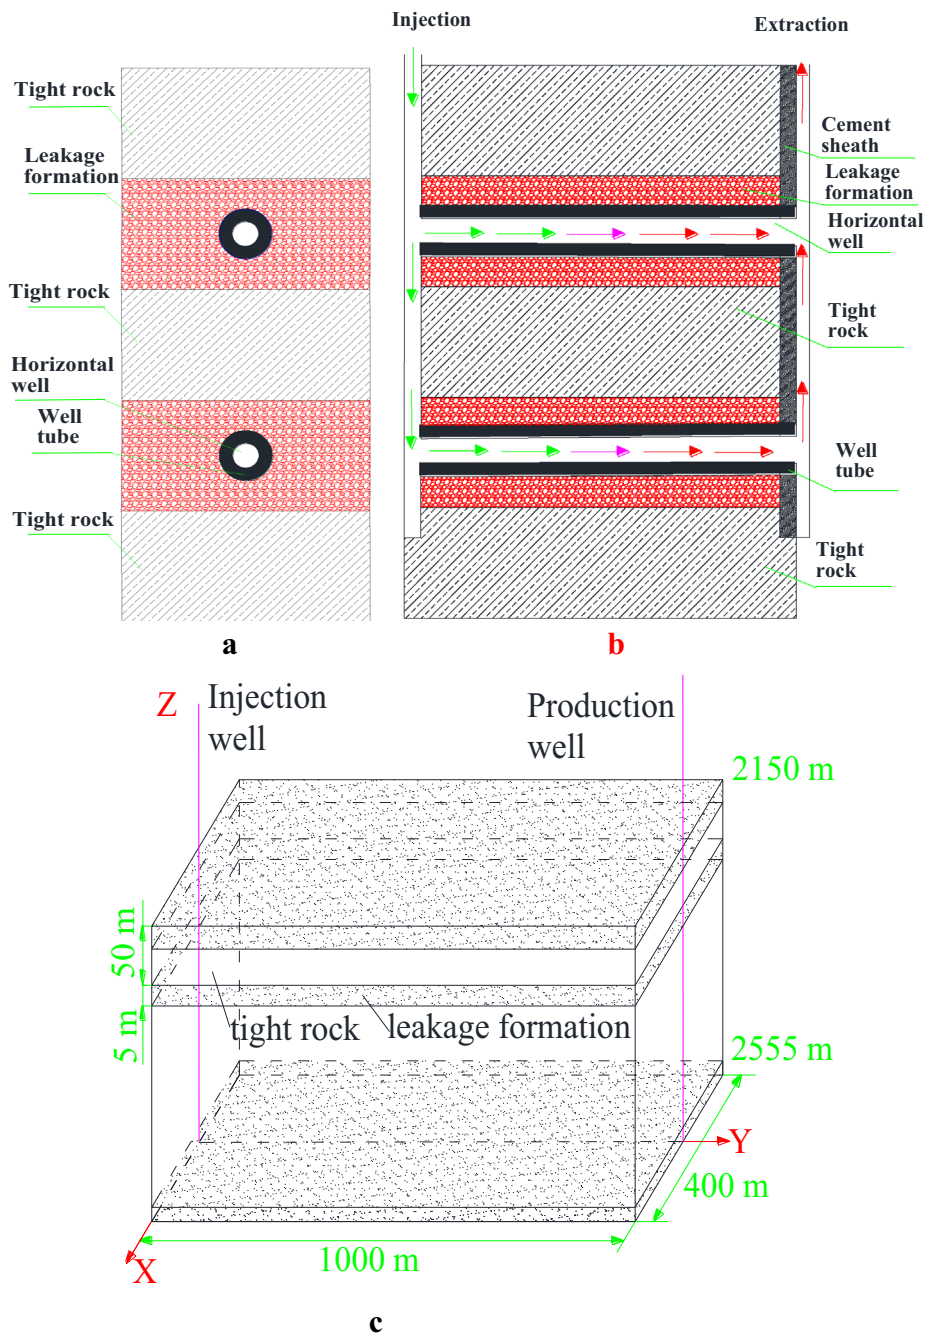 Injection
Extraction
Tight rock
Leakage
formation
Tight rock
Horizontal
well
Well
tube
Tight rock
Cement
sheath
Leakage
formation
Horizontal
well
Tight
rock
Well
tube
Tight
rock
a
b
Z
Injection
well
Production
well
2150 m
50 m
5 m
tight rock
leakage formation
2555 m
Y
400 m
1000 m
X
c